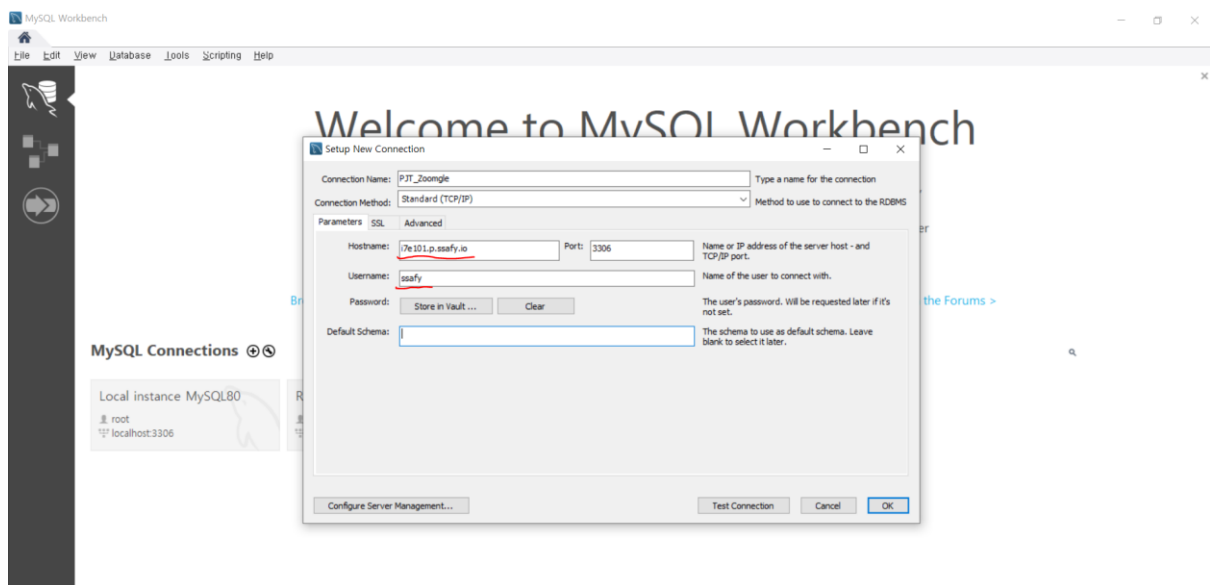 MySQL Workbench
File Edit View Database Tools Scripting Help
Welcome to MySQL Workbench
Setup New Connection
Connection Name: PJT_Zoomgle Type a name for the connection
Connection Method: Standard (TCP/IP) Method to use to connect to the RDBMS
Parameters SSL Advanced
Hostname: i7e101.p.ssafy.io Port: 3306 Name or IP address of the server host - and
TCP/IP port.
Username: ssafy Name of the user to connect with.
Password: Store in Vault ... Clear The user's password. Will be requested later if it's
not set.
the Forums >
Default Schema: The schema to use as default schema. Leave
blank to select it later.
MySQL Connections
Local instance MySQL80
root
localhost:3306
Configure Server Management... Test Connection Cancel OK